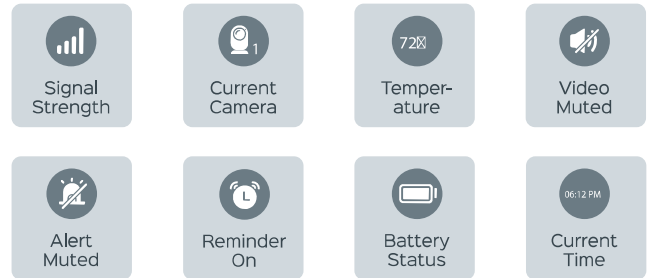 1
72
Signal
Strength
Current
Camera
Temper-
ature
Video
Muted
06:12 PM
Alert
Muted
Reminder
On
Battery
Status
Current
Time